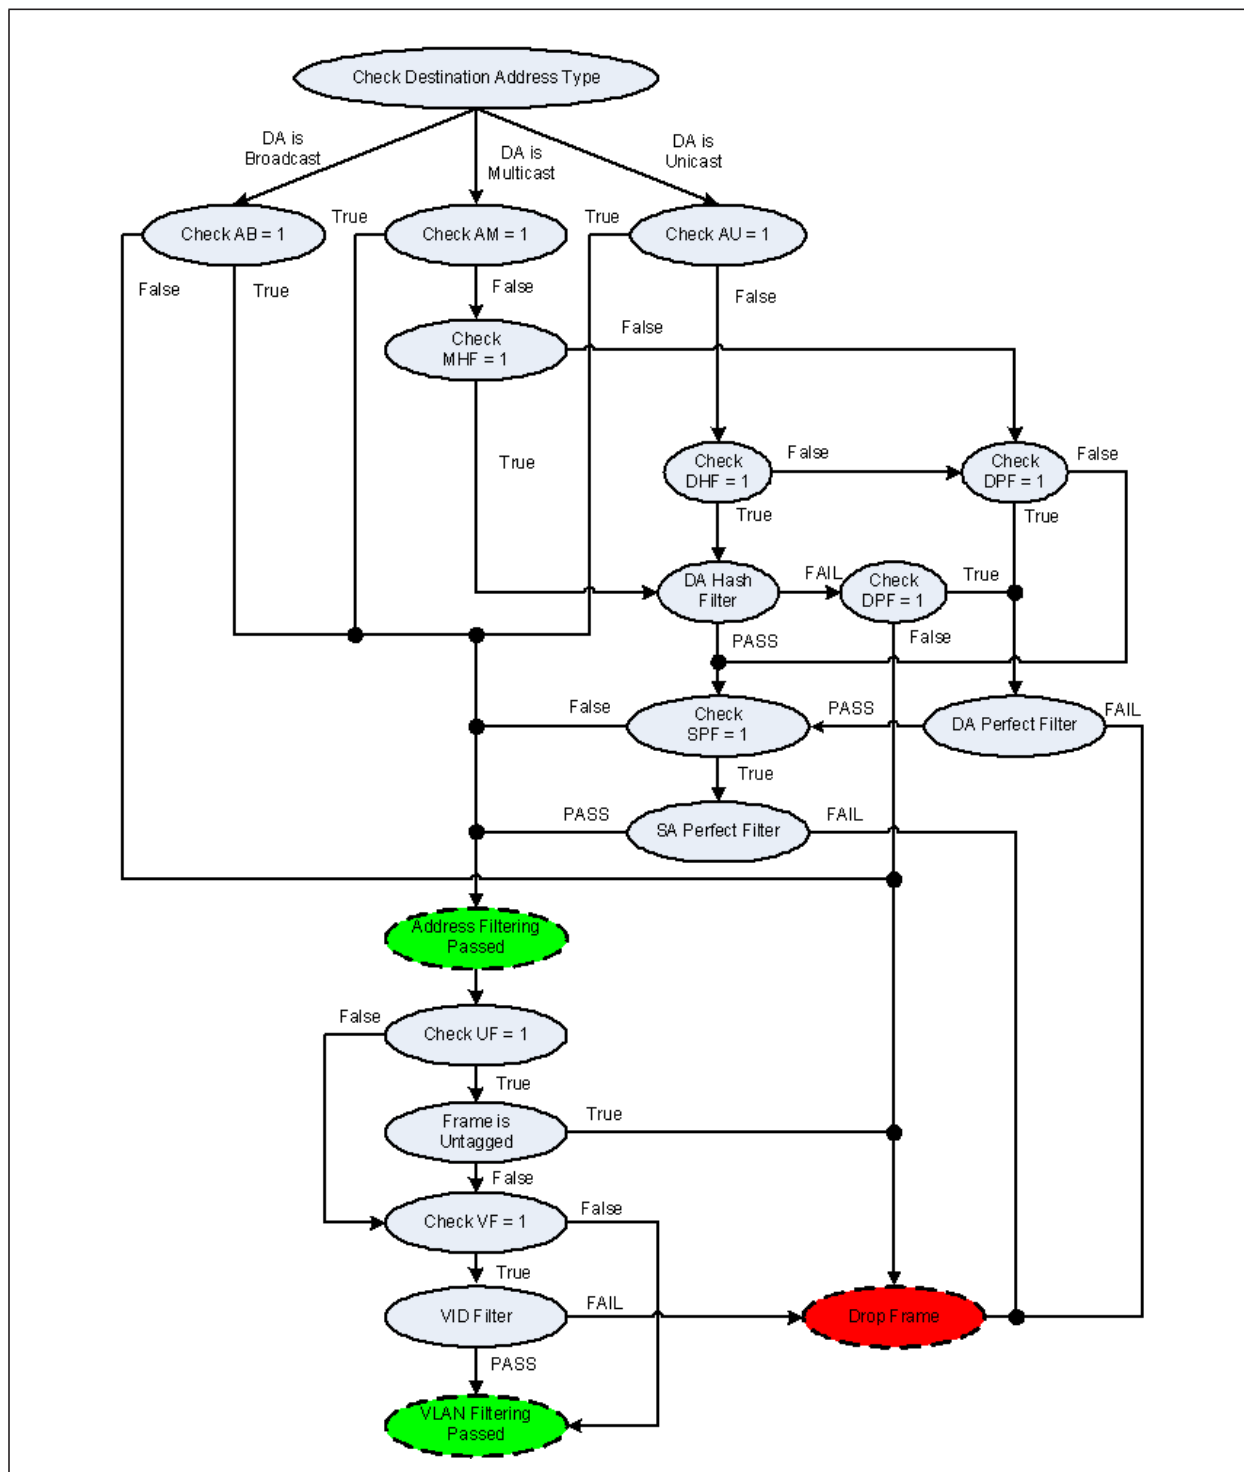 Check Destination Address Type
DA is
Broadcast
DA is
Multicast
DA is
Unicast
Check AB = 1
True
Check AM = 1
True
Check AU = 1
False
True
False
False
Check
MHF = 1
False
True
Check
DHF = 1
False
Check
DPF = 1
False
True
True
DA Hash
Filter
FAIL
Check
DPF = 1
True
PASS
False
False
Check
SPF = 1
PASS
DA Perfect Filter
FAIL
True
PASS
SA Perfect Filter
FAIL
Address Filtering
Passed
False
Check UF = 1
True
Frame is
Untagged
True
False
Check VF = 1
False
True
VID Filter
FAIL
Drop Frame
PASS
VLAN Filtering
Passed